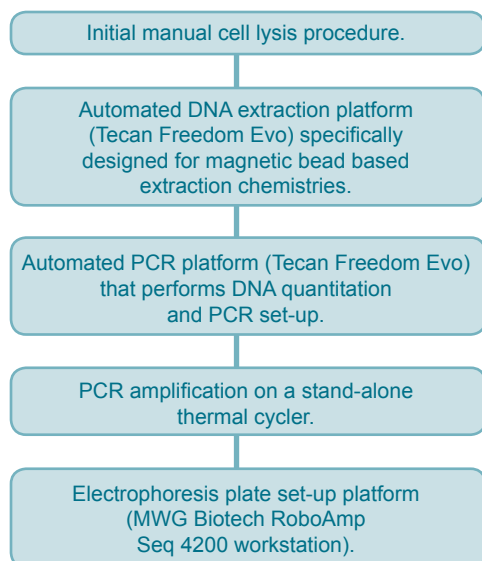 Initial manual cell lysis procedure.
Automated DNA extraction platform
(Tecan Freedom Evo) specifically
designed for magnetic bead based
extraction chemistries.
Automated PCR platform (Tecan Freedom Evo)
that performs DNA quantitation
and PCR set-up.
PCR amplification on a stand-alone
thermal cycler.
Electrophoresis plate set-up platform
(MWG Biotech RoboAmp
Seq 4200 workstation).